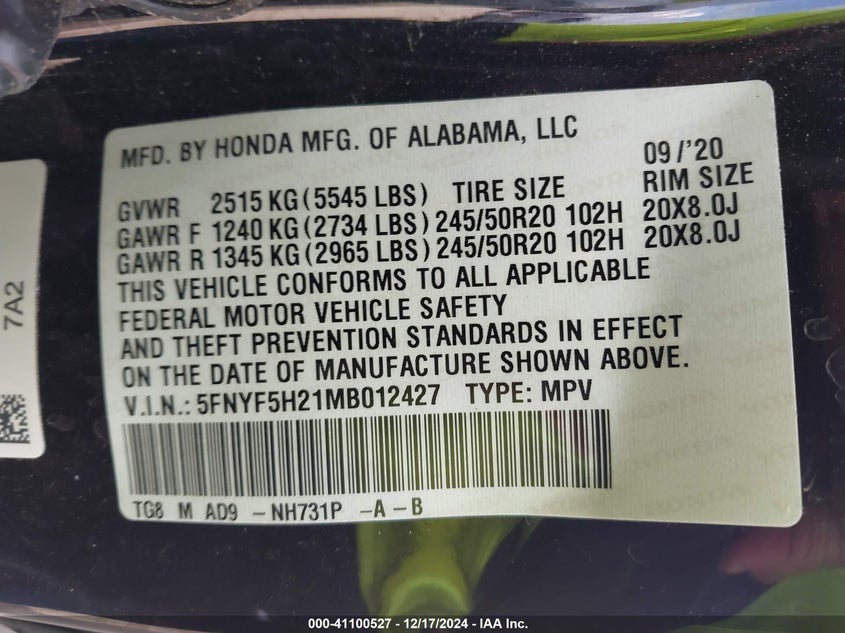 MFD. BY HONDA MFG. OF ALABAMA, LLC
09/'20
GVWR 2515 KG (5545 LBS) TIRE SIZE RIM SIZE
GAWR F 1240 KG (2734 LBS) 245/50R20 102H 20X8.0J
GAWR R 1345 KG (2965 LBS) 245/50R20 102H 20X8.0J
THIS VEHICLE CONFORMS TO ALL APPLICABLE
FEDERAL MOTOR VEHICLE SAFETY
AND THEFT PREVENTION STANDARDS IN EFFECT
ON THE DATE OF MANUFACTURE SHOWN ABOVE.
V.I.N.: 5FNYF5H21MB012427 TYPE: MPV
TG8 M AD9 - NH731P -A -B
7A2
000-41100527 - 12/17/2024 - IAA Inc.